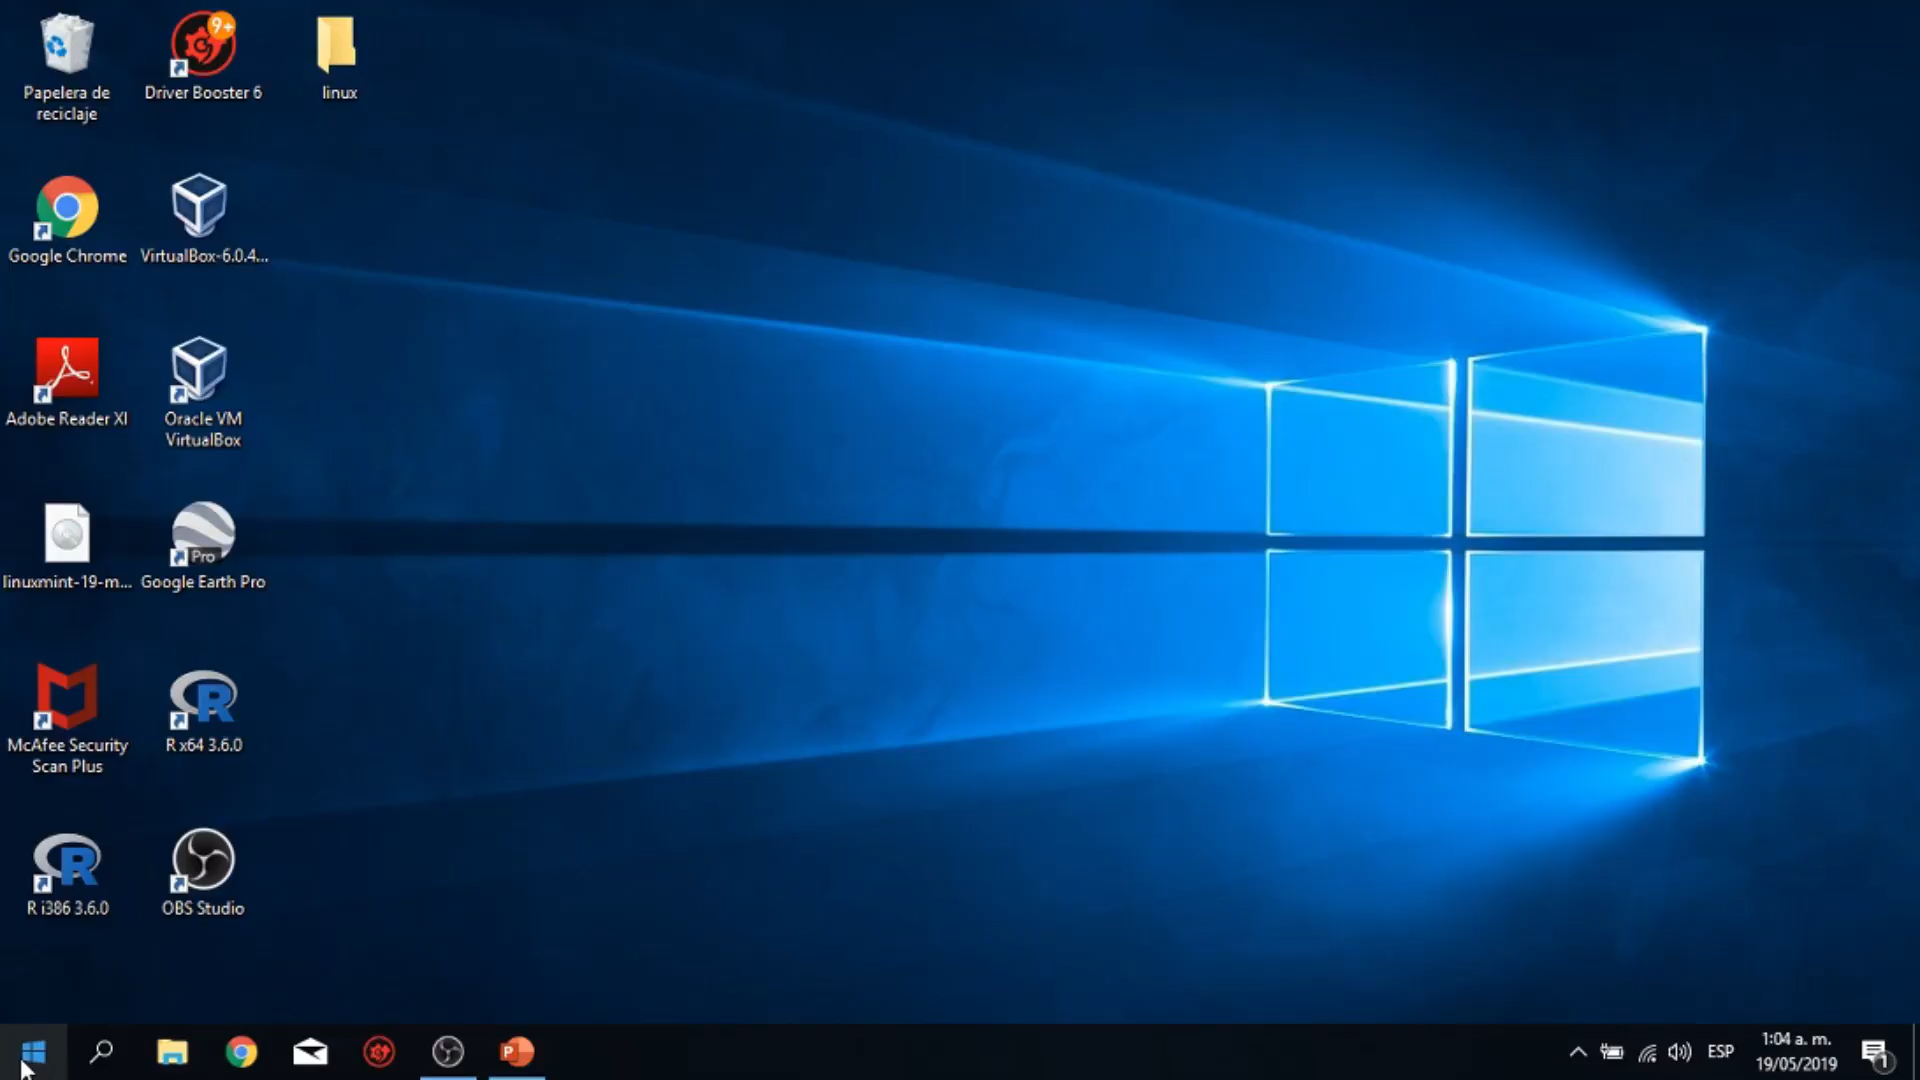 9+
Papelera de
reciclaje
Driver Booster 6
linux
Google Chrome
VirtualBox-6.0.4...
Adobe Reader XI
Oracle VM
VirtualBox
linuxmint-19-m...
Pro
Google Earth Pro
McAfee Security
Scan Plus
R x64 3.6.0
R i386 3.6.0
OBS Studio
ESP
1:04 a. m.
19/05/2019
1